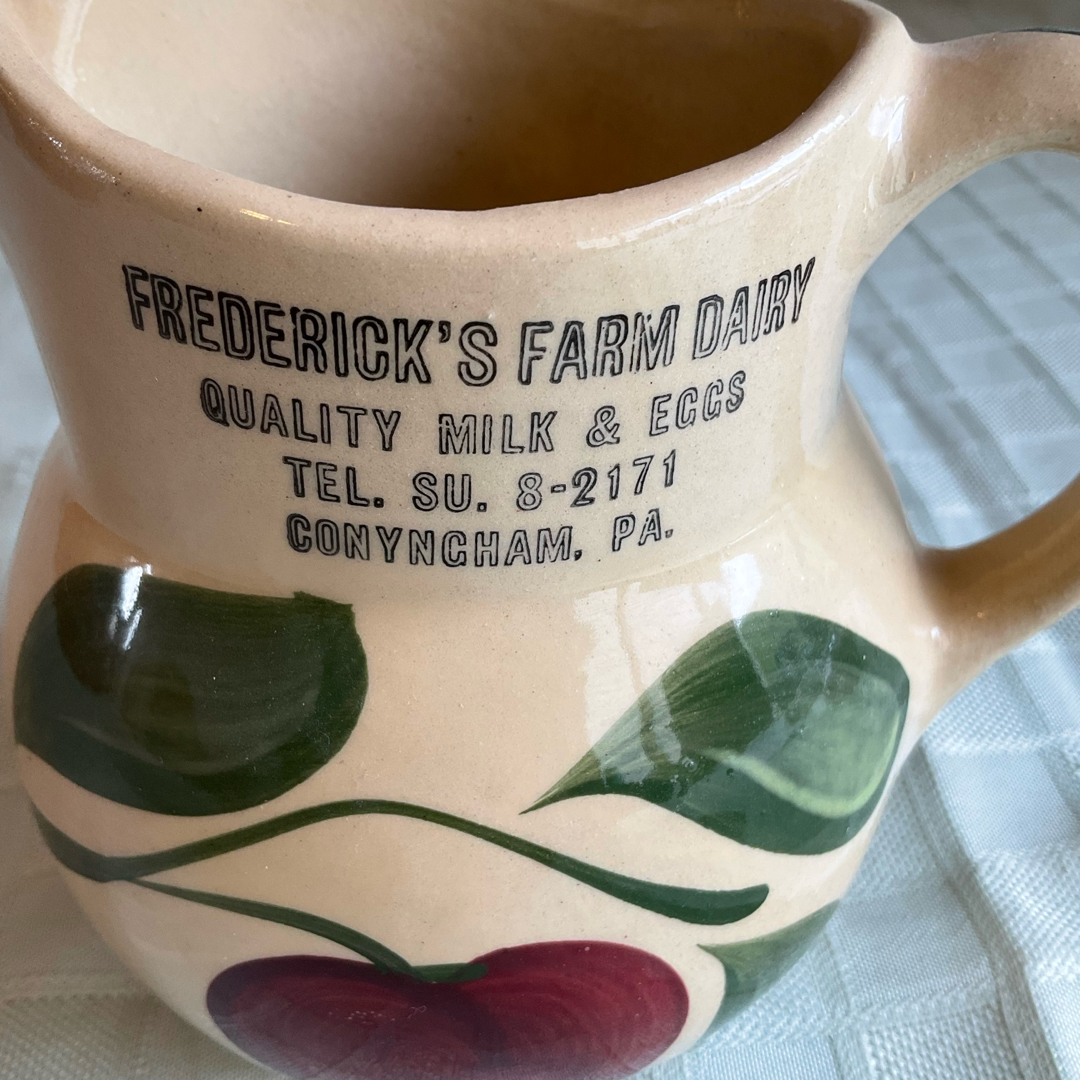 FREDERICK'S FARM DAIRY
QUALITY MILK & EGGS
TEL. SU. 8-2171
CONYNGHAM, PA.